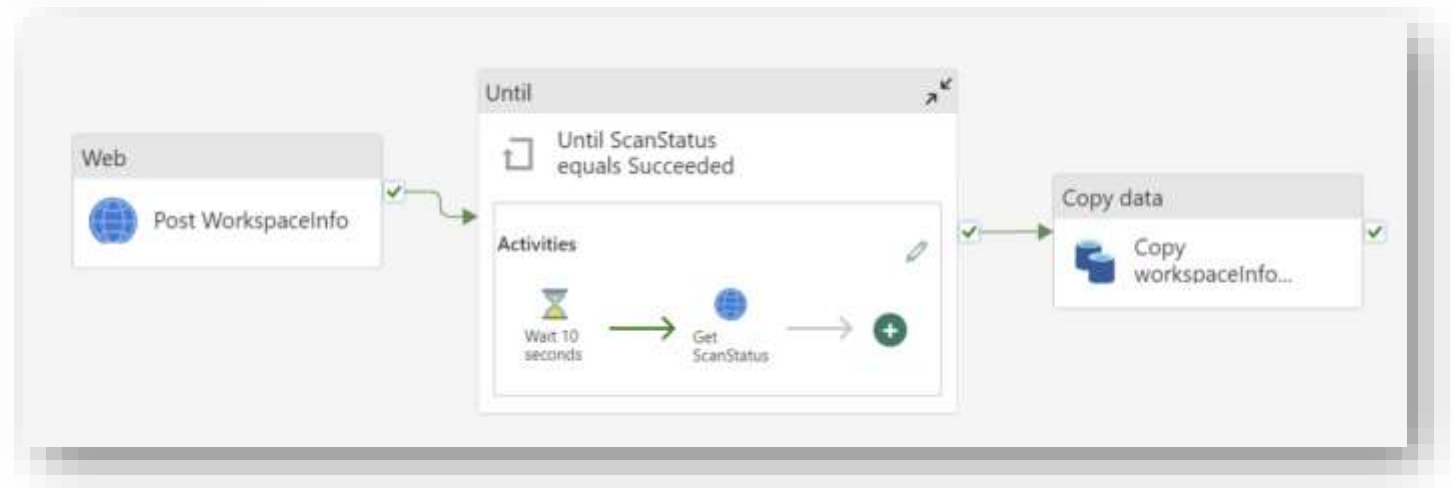 Web
Post WorkspaceInfo
Until
Until ScanStatus
equals Succeeded
Activities
Wait 10
seconds
Get
ScanStatus
Copy data
Copy
workspaceInfo...